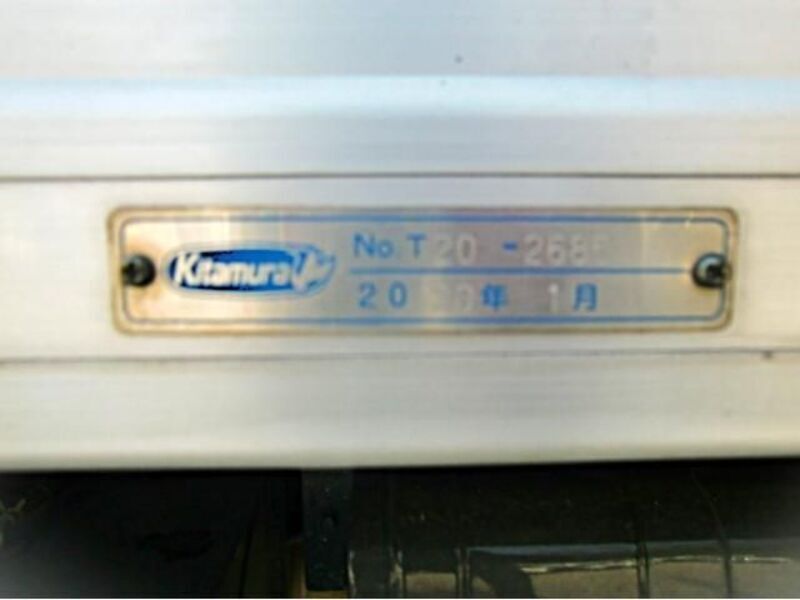 Kitamura
No. T20-268
20 年 1月